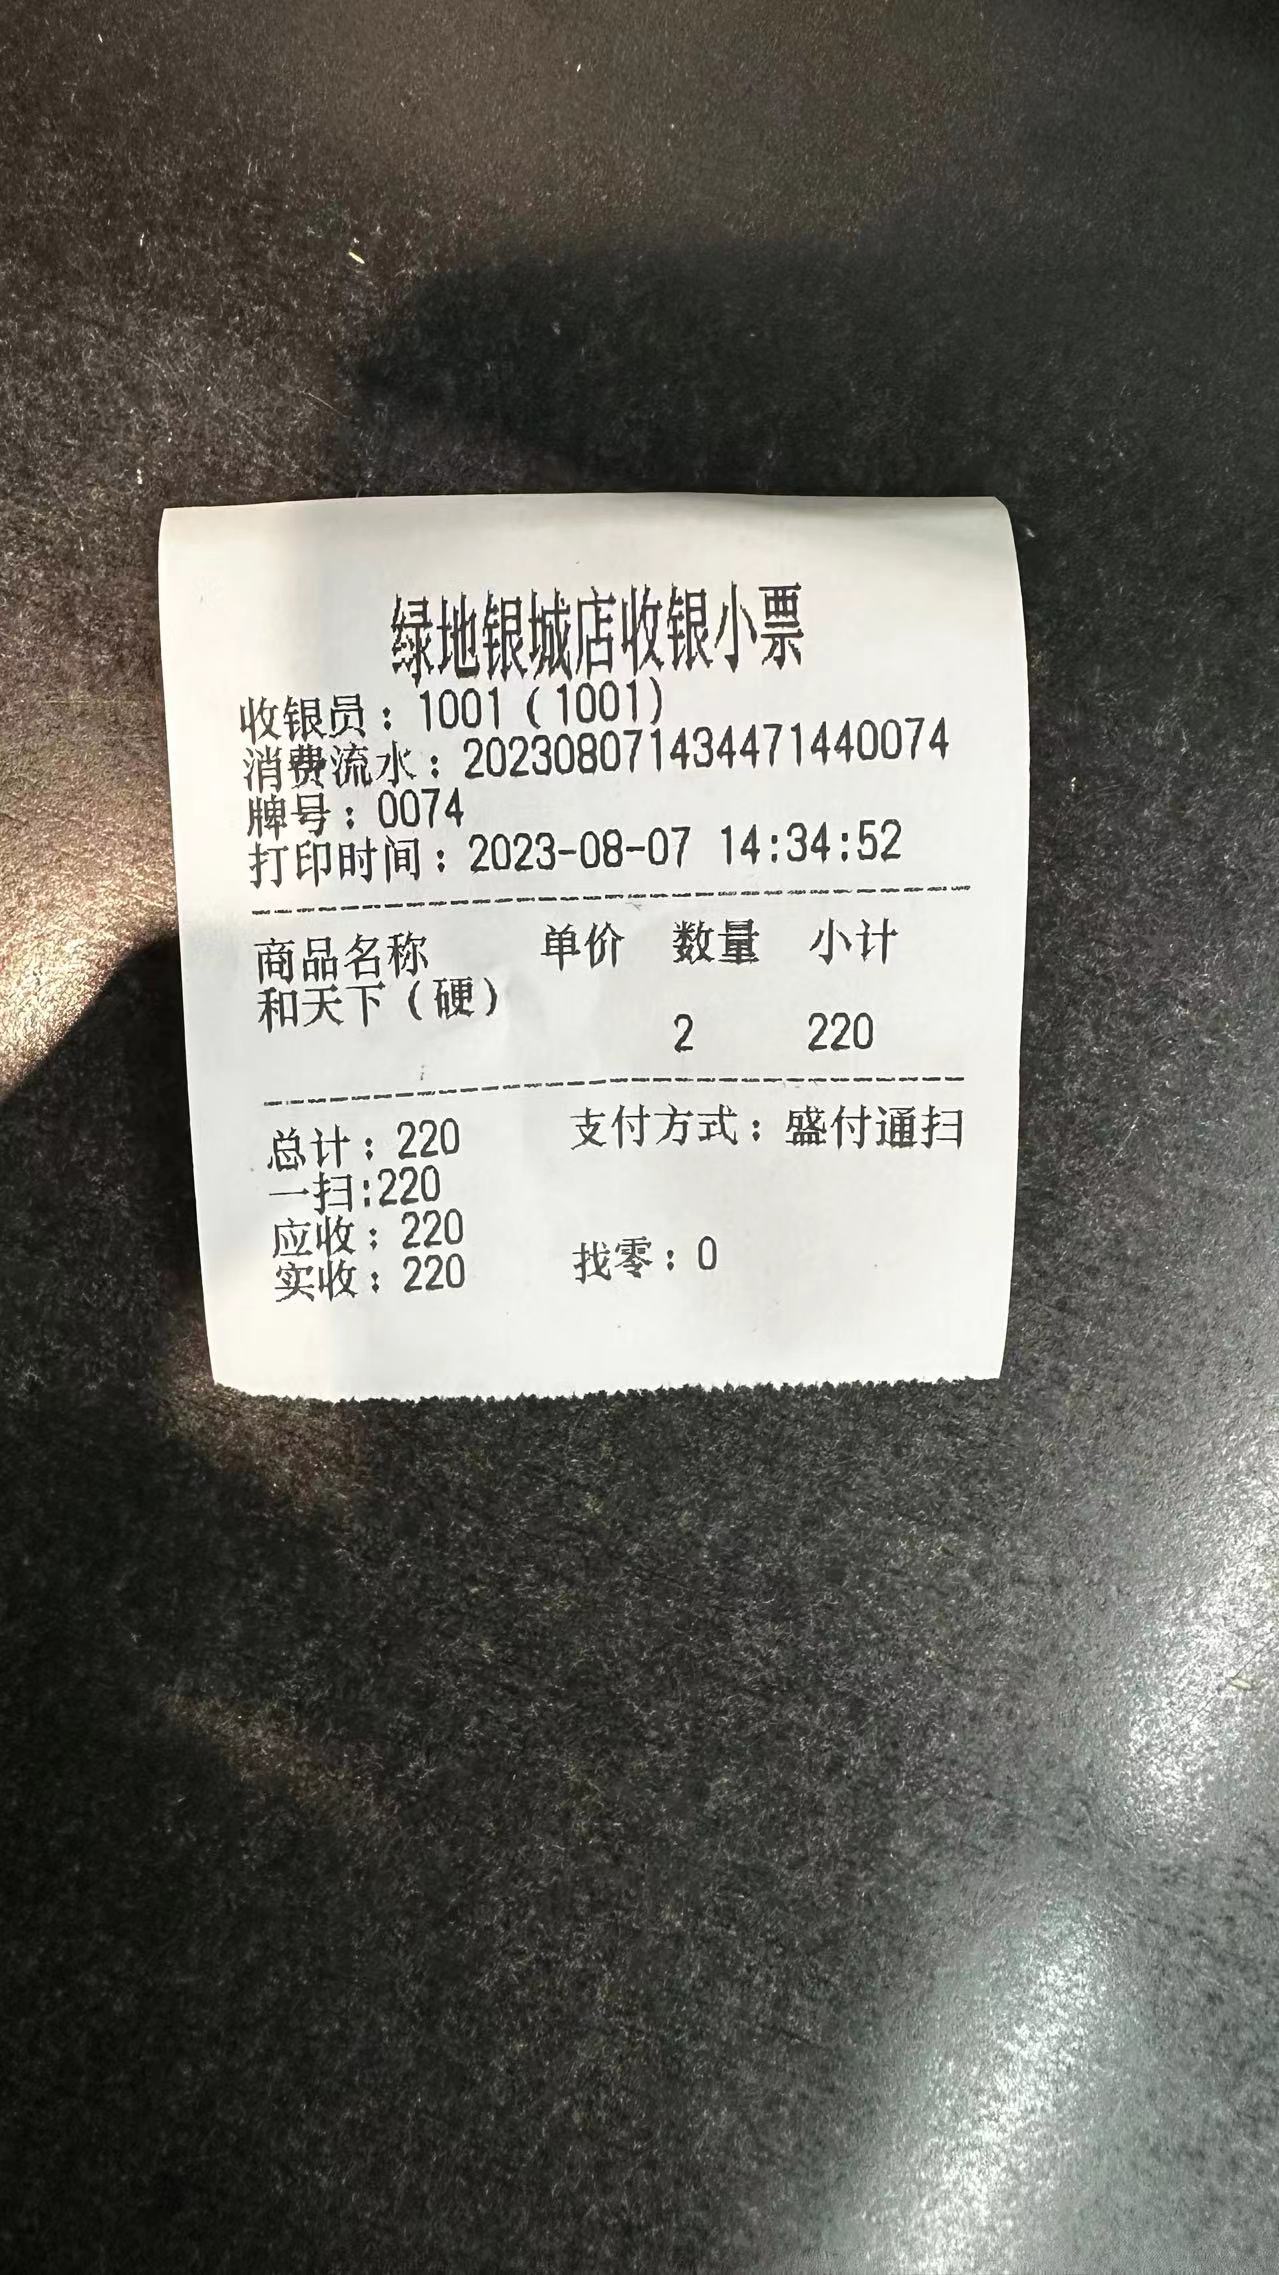 绿地银城店收银小票
收银员：1001（1001）
消费流水：202308071434471440074
牌号：0074
打印时间：2023-08-07 14:34:52
商品名称 单价 数量 小计
和天下（硬）
2 220
总计：220 支付方式：盛付通扫
一扫:220
应收：220
实收：220 找零：0